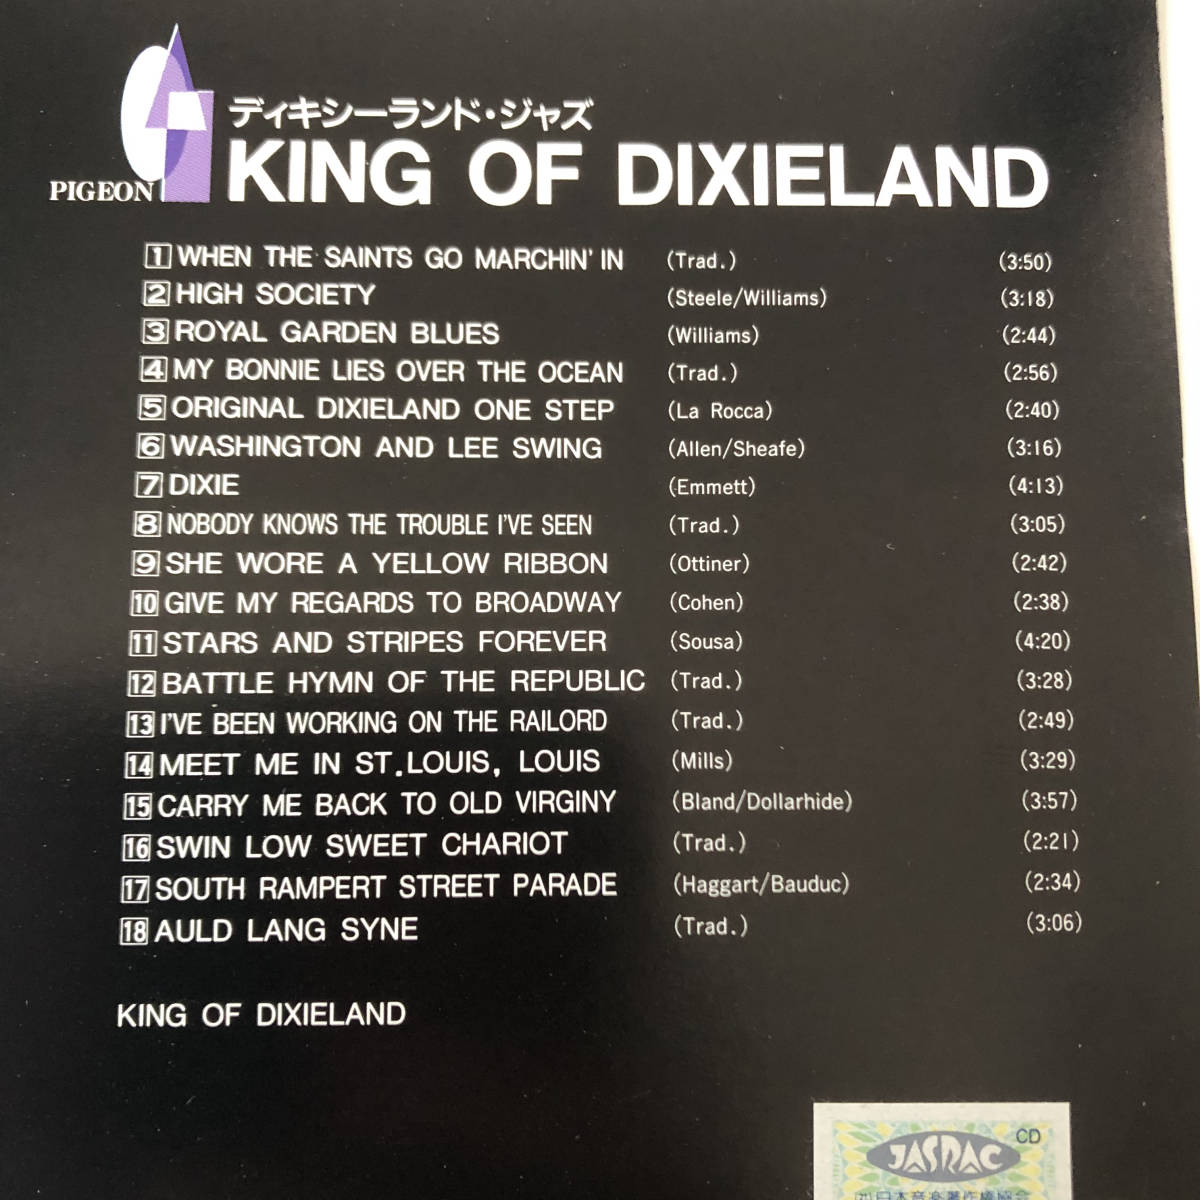 ディキシーランド・ジャズ
PIGEON
KING OF DIXIELAND
1 WHEN THE SAINTS GO MARCHIN' IN (Trad.) (3:50)
2 HIGH SOCIETY (Steele/Williams) (3:18)
3 ROYAL GARDEN BLUES (Williams) (2:44)
4 MY BONNIE LIES OVER THE OCEAN (Trad.) (2:56)
5 ORIGINAL DIXIELAND ONE STEP (La Rocca) (2:40)
6 WASHINGTON AND LEE SWING (Allen/Sheafe) (3:16)
7 DIXIE (Emmett) (4:13)
8 NOBODY KNOWS THE TROUBLE I'VE SEEN (Trad.) (3:05)
9 SHE WORE A YELLOW RIBBON (Ottiner) (2:42)
10 GIVE MY REGARDS TO BROADWAY (Cohen) (2:38)
11 STARS AND STRIPES FOREVER (Sousa) (4:20)
12 BATTLE HYMN OF THE REPUBLIC (Trad.) (3:28)
13 I'VE BEEN WORKING ON THE RAILORD (Trad.) (2:49)
14 MEET ME IN ST.LOUIS, LOUIS (Mills) (3:29)
15 CARRY ME BACK TO OLD VIRGINY (Bland/Dollarhide) (3:57)
16 SWIN LOW SWEET CHARIOT (Trad.) (2:21)
17 SOUTH RAMPERT STREET PARADE (Haggart/Bauduc) (2:34)
18 AULD LANG SYNE (Trad.) (3:06)
KING OF DIXIELAND
CD
JASRAC